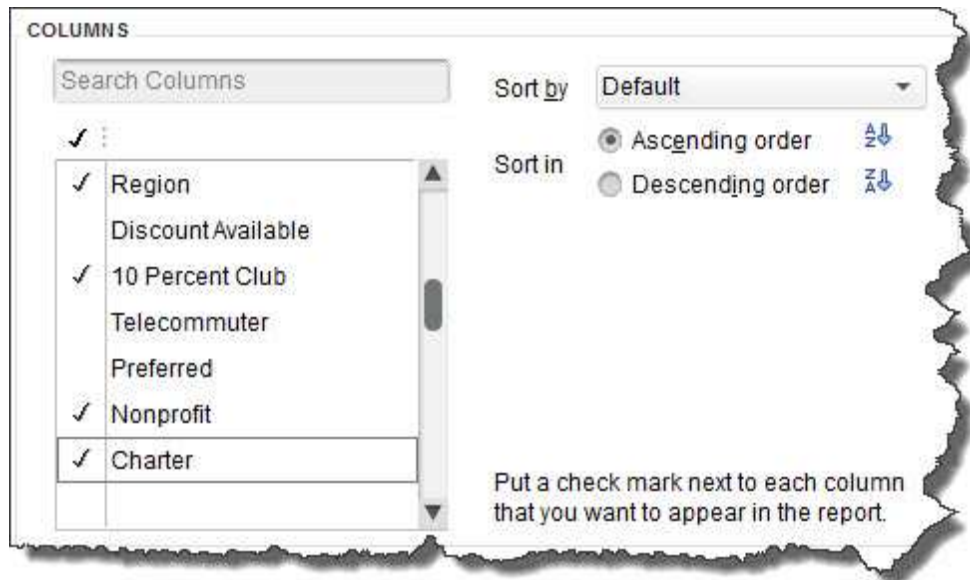 COLUMNS
Search Columns
Sort by Default
✓
Sort in
Ascending order
Descending order
✓ Region
Discount Available
✓ 10 Percent Club
Telecommuter
Preferred
✓ Nonprofit
✓ Charter
Put a check mark next to each column
that you want to appear in the report.